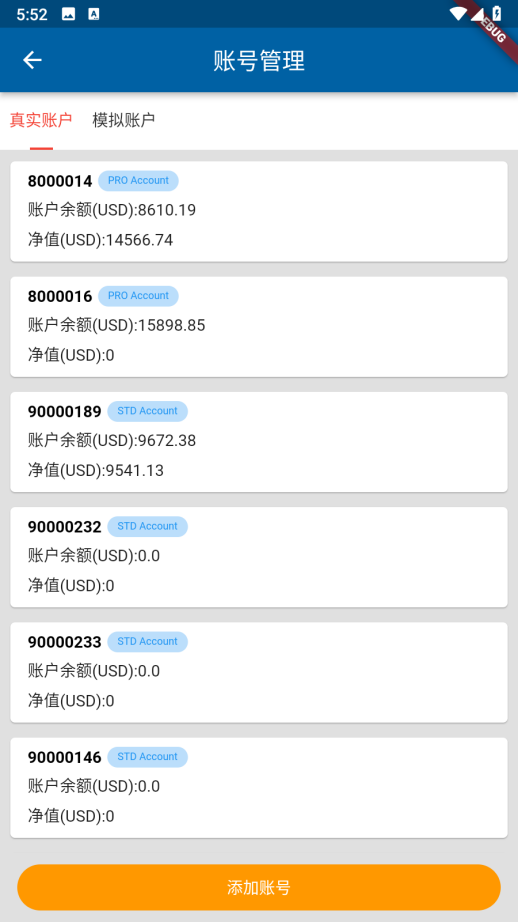 5:52
A
DEBUG
账号管理
真实账户 模拟账户
8000014 PRO Account
账户余额(USD):8610.19
净值(USD):14566.74
8000016 PRO Account
账户余额(USD):15898.85
净值(USD):0
90000189 STD Account
账户余额(USD):9672.38
净值(USD):9541.13
90000232 STD Account
账户余额(USD):0.0
净值(USD):0
90000233 STD Account
账户余额(USD):0.0
净值(USD):0
90000146 STD Account
账户余额(USD):0.0
净值(USD):0
添加账号